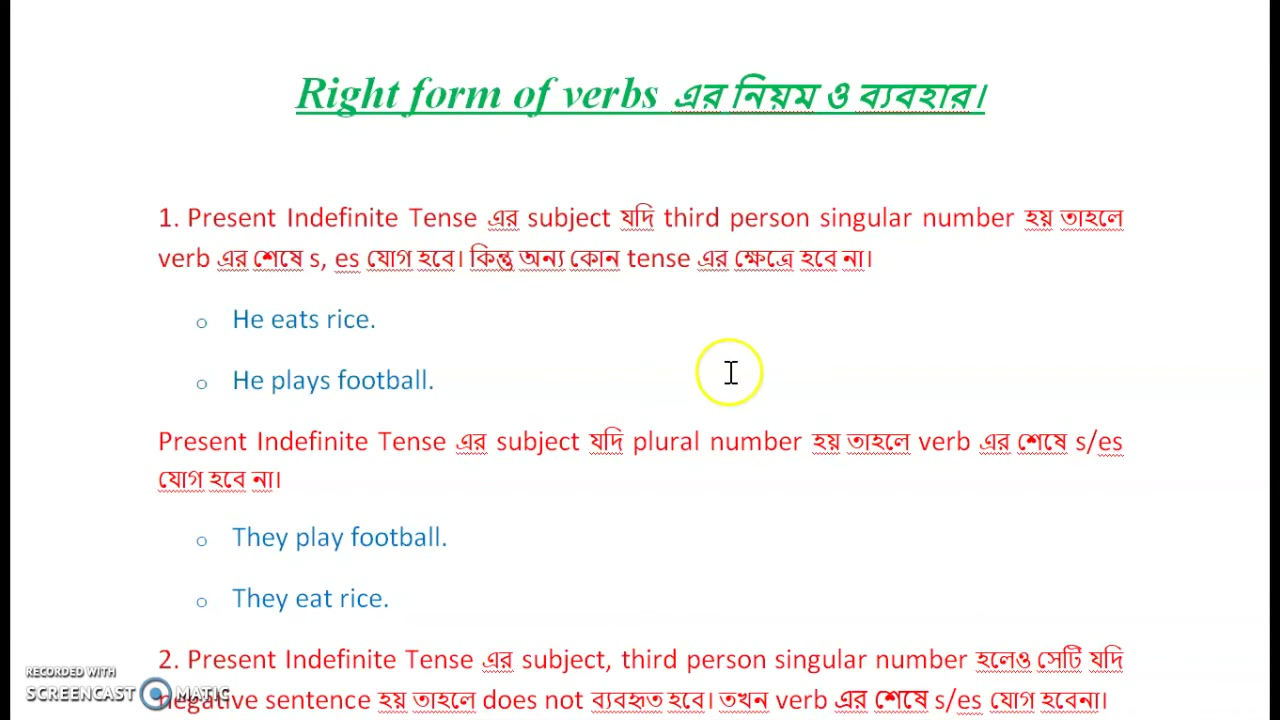 Right form of verbs এর নিয়ম ও ব্যবহার।
1. Present Indefinite Tense এর subject যদি third person singular number হয় তাহলে
verb এর শেষে s, es যোগ হবে। কিন্তু অন্য কোন tense এর ক্ষেত্রে হবে না।
o He eats rice.
o He plays football.
Present Indefinite Tense এর subject যদি plural number হয় তাহলে verb এর শেষে s/es
যোগ হবে না।
o They play football.
o They eat rice.
2. Present Indefinite Tense এর subject, third person singular number হলেও সেটি যদি
negative sentence হয় তাহলে does not ব্যবহৃত হবে। তখন verb এর শেষে s/es যোগ হবেনা।
RECORDED WITH
SCREENCAST MATIC